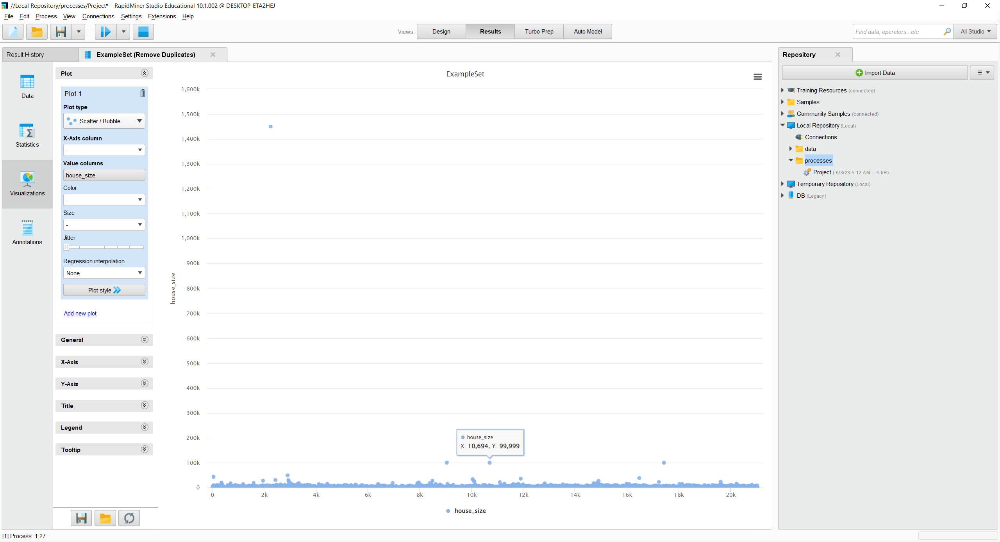 //Local Repository/processes/Project* – RapidMiner Studio Educational 10.1.002 @ DESKTOP-ETA2HEJ
File Edit Process View Connections Settings Extensions Help
Views: Design Results Turbo Prep Auto Model
Find data, operators...etc All Studio
Result History
ExampleSet (Remove Duplicates)
Data
Statistics
Visualizations
Annotations
Plot
Plot 1
Plot type
Scatter / Bubble
X-Axis column
-
Value columns
house_size
Color
-
Size
-
Jitter
Regression interpolation
None
Plot style
Add new plot
General
X-Axis
Y-Axis
Title
Legend
Tooltip
ExampleSet
1,600k
1,500k
1,400k
1,300k
1,200k
1,100k
1,000k
900k
800k
700k
600k
500k
400k
300k
200k
100k
0
house_size
house_size
X: 10,694, Y: 99,999
0 2k 4k 6k 8k 10k 12k 14k 16k 18k 20k
house_size
Repository
Import Data
Training Resources (connected)
Samples
Community Samples (connected)
Local Repository (Local)
Connections
data
processes
Project ( 6/3/23 5:12 AM – 5 kB)
Temporary Repository (Local)
DB (Legacy)
[1] Process 1:27